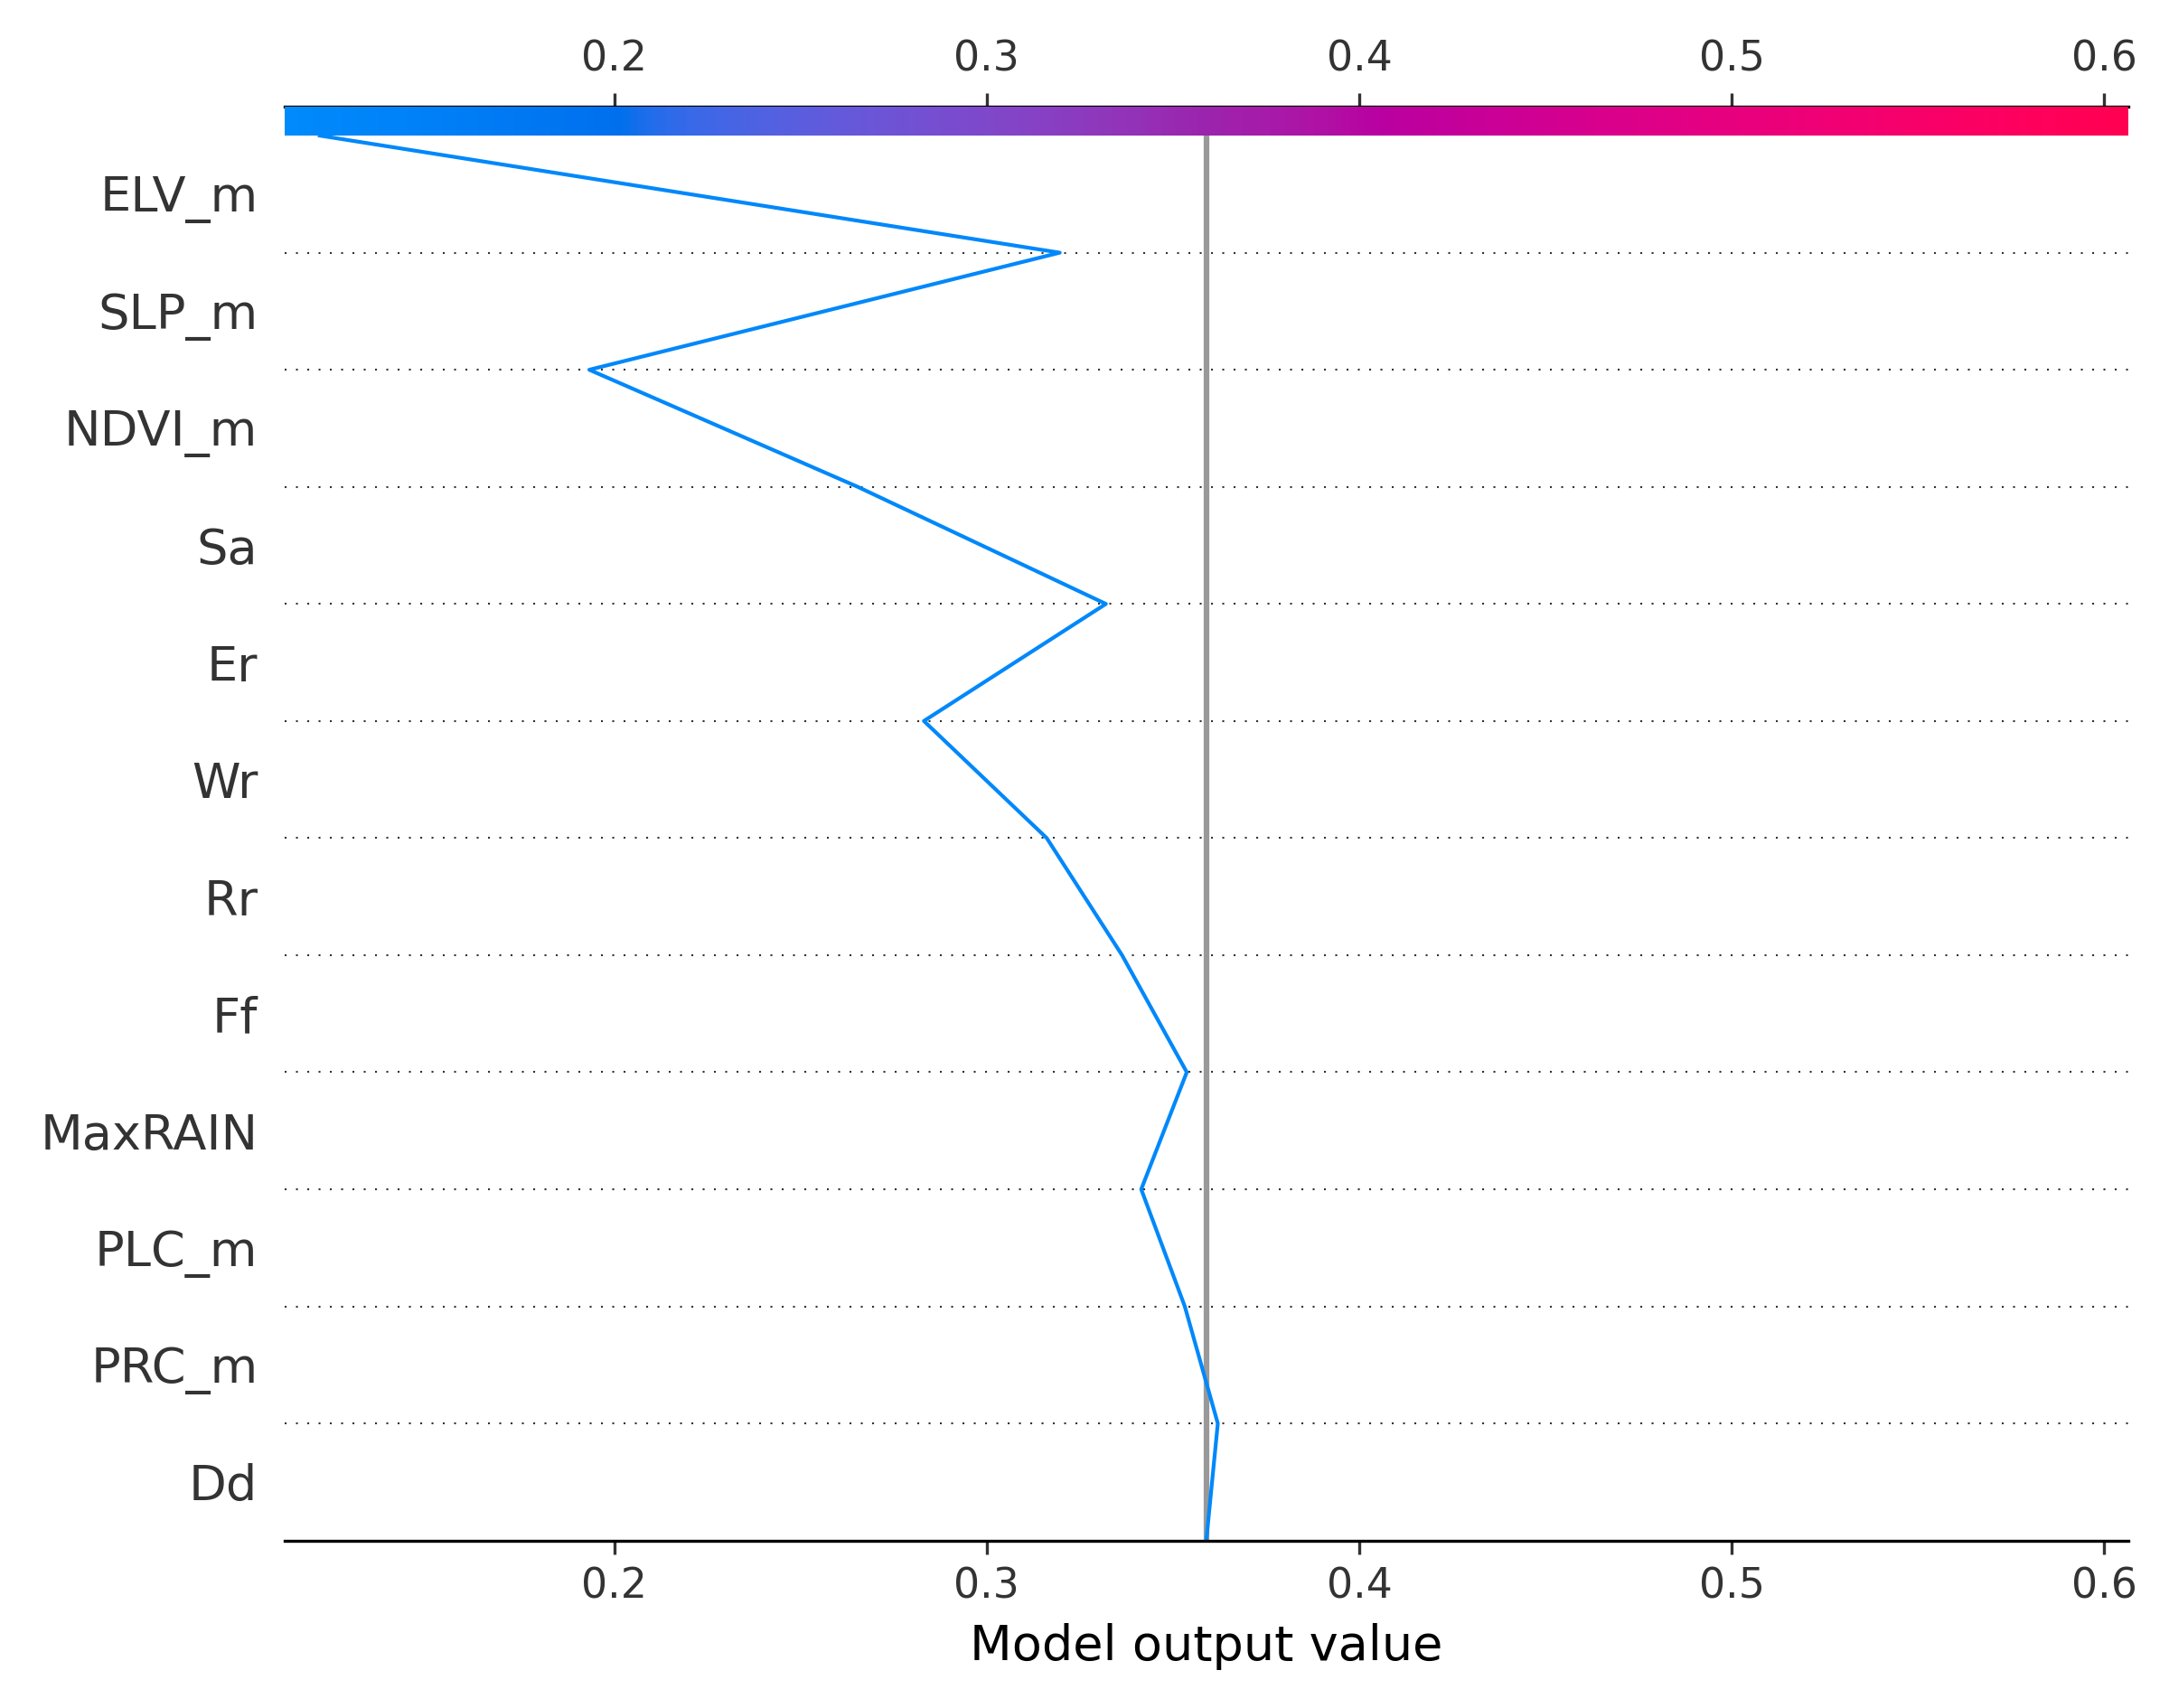 0.2 0.3 0.4 0.5 0.6
ELV_m
SLP_m
NDVI_m
Sa
Er
Wr
Rr
Ff
MaxRAIN
PLC_m
PRC_m
Dd
0.2 0.3 0.4 0.5 0.6
Model output value